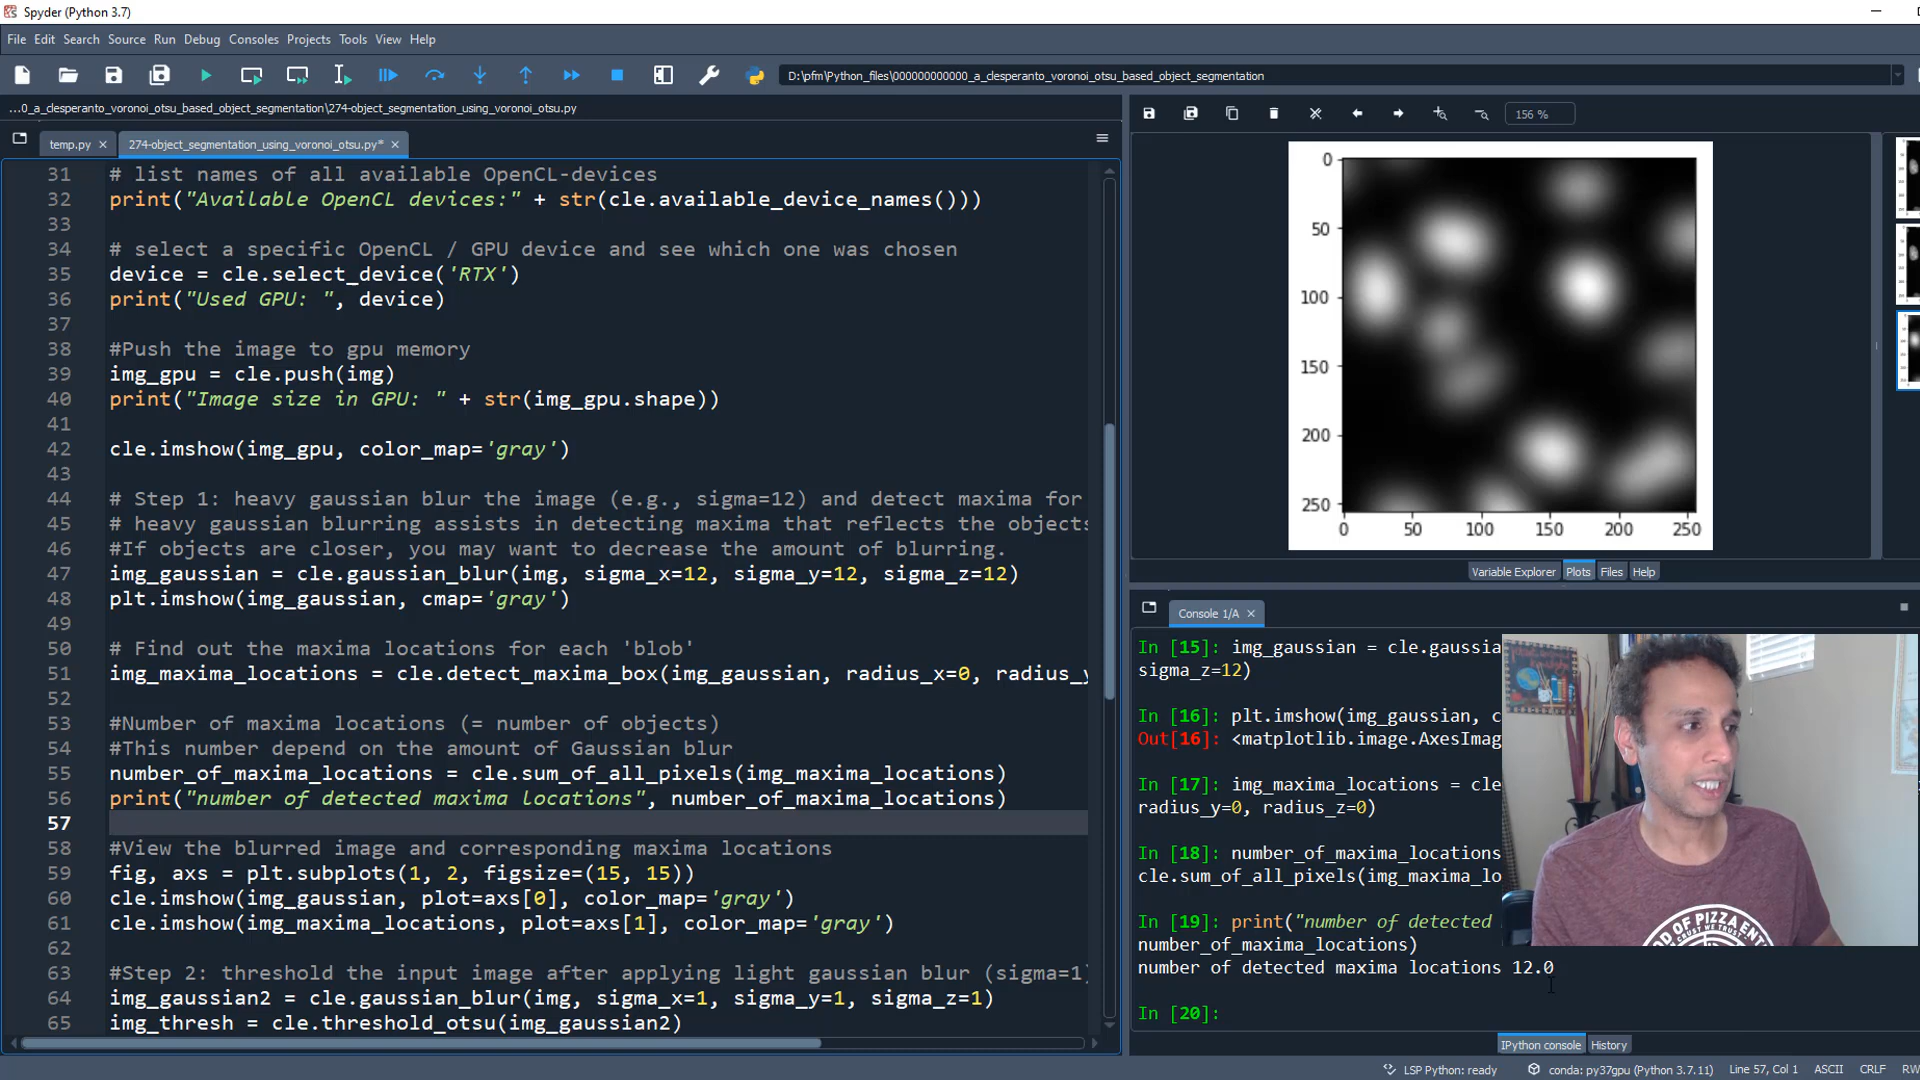 Spyder (Python 3.7)
File Edit Search Source Run Debug Consoles Projects Tools View Help
D:\pfm\Python_files\000000000000_a_clesperanto_voronoi_otsu_based_object_segmentation
...0_a_clesperanto_voronoi_otsu_based_object_segmentation\274-object_segmentation_using_voronoi_otsu.py
156 %
temp.py
274-object_segmentation_using_voronoi_otsu.py*
31 # list names of all available OpenCL-devices
32 print("Available OpenCL devices:" + str(cle.available_device_names()))
33
34 # select a specific OpenCL / GPU device and see which one was chosen
35 device = cle.select_device('RTX')
36 print("Used GPU: ", device)
37
38 #Push the image to gpu memory
39 img_gpu = cle.push(img)
40 print("Image size in GPU: " + str(img_gpu.shape))
41
42 cle.imshow(img_gpu, color_map='gray')
43
44 # Step 1: heavy gaussian blur the image (e.g., sigma=12) and detect maxima for
45 # heavy gaussian blurring assists in detecting maxima that reflects the objects
46 #If objects are closer, you may want to decrease the amount of blurring.
47 img_gaussian = cle.gaussian_blur(img, sigma_x=12, sigma_y=12, sigma_z=12)
48 plt.imshow(img_gaussian, cmap='gray')
49
50 # Find out the maxima locations for each 'blob'
51 img_maxima_locations = cle.detect_maxima_box(img_gaussian, radius_x=0, radius_y
52
53 #Number of maxima locations (= number of objects)
54 #This number depend on the amount of Gaussian blur
55 number_of_maxima_locations = cle.sum_of_all_pixels(img_maxima_locations)
56 print("number of detected maxima locations", number_of_maxima_locations)
57
58 #View the blurred image and corresponding maxima locations
59 fig, axs = plt.subplots(1, 2, figsize=(15, 15))
60 cle.imshow(img_gaussian, plot=axs[0], color_map='gray')
61 cle.imshow(img_maxima_locations, plot=axs[1], color_map='gray')
62
63 #Step 2: threshold the input image after applying light gaussian blur (sigma=1)
64 img_gaussian2 = cle.gaussian_blur(img, sigma_x=1, sigma_y=1, sigma_z=1)
65 img_thresh = cle.threshold_otsu(img_gaussian2)
0
50
100
150
200
250
0 50 100 150 200 250
Variable Explorer Plots Files Help
Console 1/A
In [15]: img_gaussian = cle.gaussia
sigma_z=12)
In [16]: plt.imshow(img_gaussian, c
Out[16]: <matplotlib.image.AxesImag
In [17]: img_maxima_locations = cle
radius_y=0, radius_z=0)
In [18]: number_of_maxima_locations
cle.sum_of_all_pixels(img_maxima_lo
In [19]: print("number of detected
number_of_maxima_locations)
number of detected maxima locations 12.0
In [20]:
OD OF PIZZA ENT
IPython console History
LSP Python: ready conda: py37gpu (Python 3.7.11) Line 57, Col 1 ASCII CRLF RW